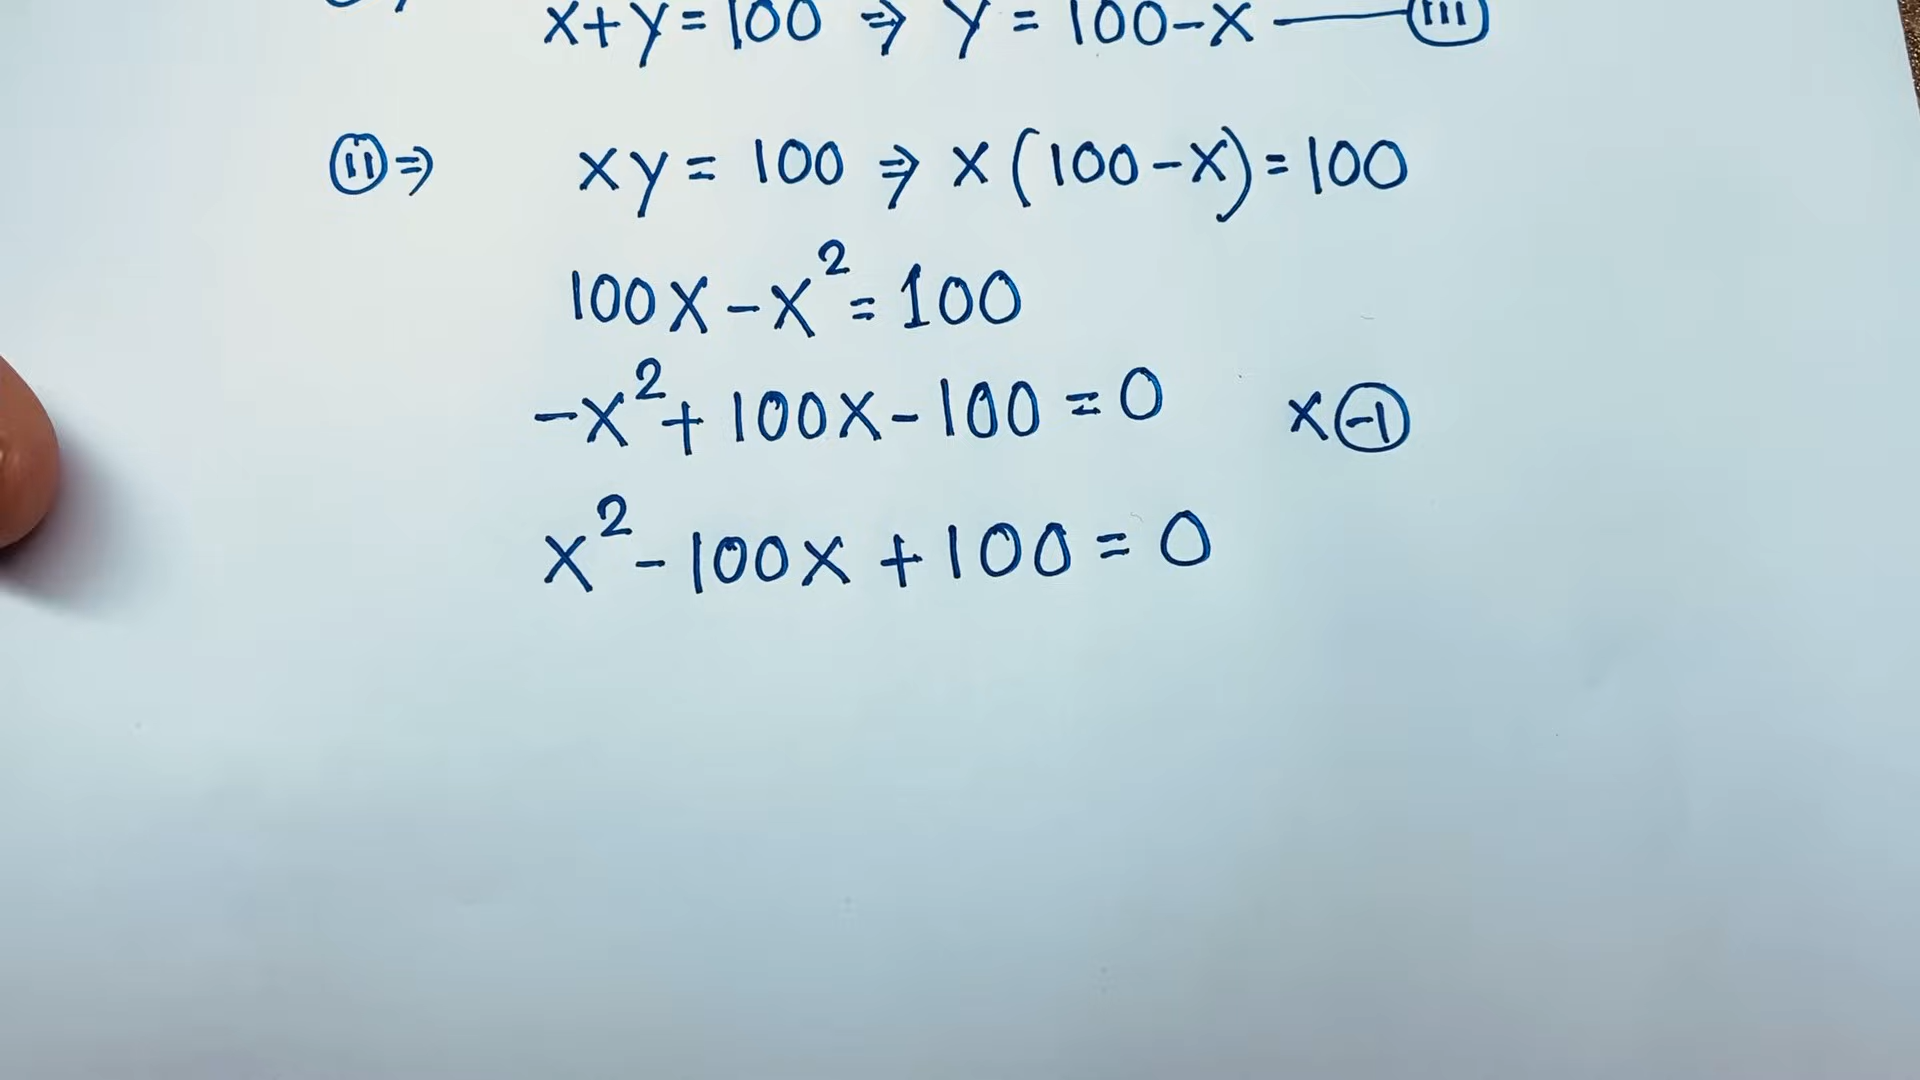 x+y=100 ⇒ y = 100-x —— (iii)
(ii) ⇒ xy = 100 ⇒ x(100-x)=100
100x-x²=100
-x²+100x-100=0 x(-1)
x²-100x+100=0